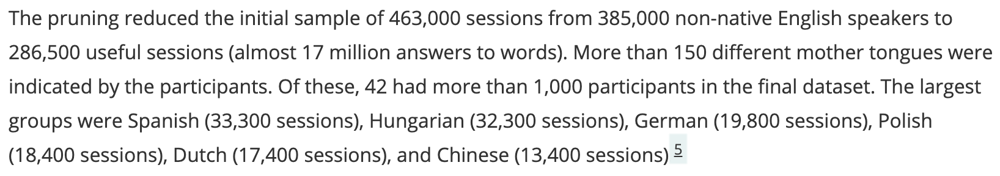 The pruning reduced the initial sample of 463,000 sessions from 385,000 non-native English speakers to
286,500 useful sessions (almost 17 million answers to words). More than 150 different mother tongues were
indicated by the participants. Of these, 42 had more than 1,000 participants in the final dataset. The largest
groups were Spanish (33,300 sessions), Hungarian (32,300 sessions), German (19,800 sessions), Polish
(18,400 sessions), Dutch (17,400 sessions), and Chinese (13,400 sessions) 5